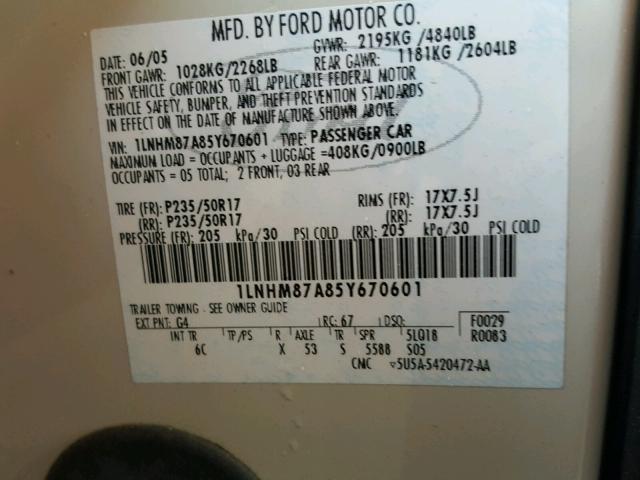 MFD. BY FORD MOTOR CO.
DATE: 06/05 GVWR: 2195KG /4840LB
FRONT GAWR: 1028KG/2268LB REAR GAWR: 1181KG /2604LB
THIS VEHICLE CONFORMS TO ALL APPLICABLE FEDERAL MOTOR
VEHICLE SAFETY, BUMPER, AND THEFT PREVENTION STANDARDS
IN EFFECT ON THE DATE OF MANUFACTURE SHOWN ABOVE.
VIN: 1LNHM87A85Y670601 TYPE: PASSENGER CAR
MAXIMUM LOAD = OCCUPANTS + LUGGAGE =408KG/0900LB
OCCUPANTS = 05 TOTAL; 2 FRONT, 03 REAR
TIRE (FR): P235/50R17 RIMS (FR): 17X7.5J
(RR): P235/50R17 (RR): 17X7.5J
PRESSURE (FR): 205 kPa/30 PSI COLD (RR): 205 kPa/30 PSI COLD
1LNHM87A85Y670601
TRAILER TOWING - SEE OWNER GUIDE
EXT PNT: G4 RC: 67 DSO: F0029
INT TR TP/PS R AXLE TR SPR 5LQ18 R0083
6C X 53 S 5588 S05
CMC ▽5U5A-5420472-AA